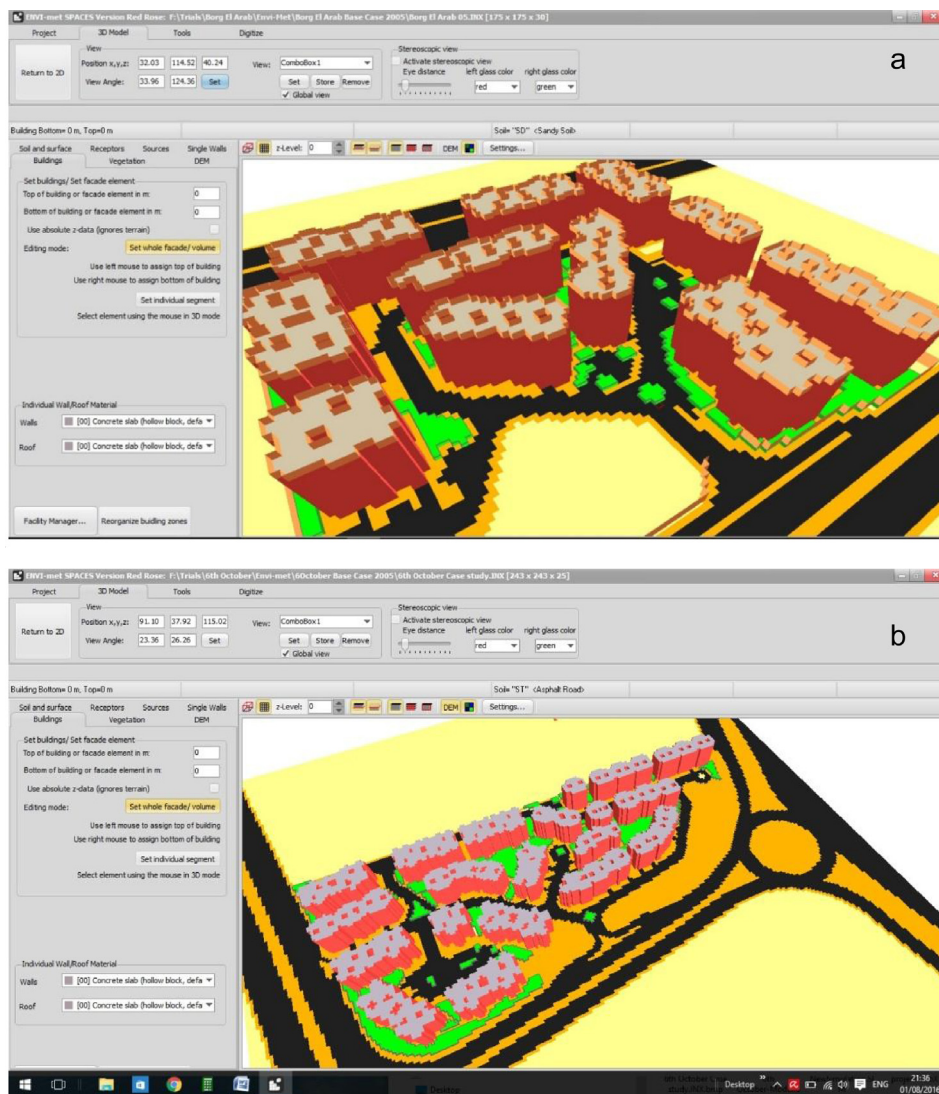 ENVI-met SPACES Version Red Rose: F:\Trials\Borg El Arab\Envi-Met\Borg El Arab Base Case 2005\Borg El Arab 05.INX [175 x 175 x 30]
a
Project 3D Model Tools Digitize
View Stereoscopic view
Return to 2D Position x,y,z: 32.03 114.52 40.24 View: ComboBox1 Activate stereoscopic view
Eye distance left glass color right glass color
View Angle: 33.96 124.36 Set Set Store Remove red green
Global view
Building Bottom= 0 m, Top=0 m Soil= "SD" <Sandy Soil>
Soil and surface Receptors Sources Single Walls z-Level: 0 DEM Settings...
Buildings Vegetation DEM
Set buildings/ Set facade element
Top of building or facade element in m: 0
Bottom of building or facade element in m: 0
Use absolute z-data (ignores terrain)
Editing mode: Set whole facade/ volume
Use left mouse to assign top of building
Use right mouse to assign bottom of building
Set individual segment
Select element using the mouse in 3D mode
Individual Wall/Roof Material
Walls [00] Concrete slab (hollow block, defa
Roof [00] Concrete slab (hollow block, defa
Facility Manager... Reorganize building zones
ENVI-met SPACES Version Red Rose: F:\Trials\6th October\Envi-met\6October Base Case 2005\6th October Case study.INX [243 x 243 x 25]
b
Project 3D Model Tools Digitize
View Stereoscopic view
Return to 2D Position x,y,z: 91.10 37.92 115.02 View: ComboBox1 Activate stereoscopic view
Eye distance left glass color right glass color
View Angle: 23.36 26.26 Set Set Store Remove red green
Global view
Building Bottom= 0 m, Top=0 m Soil= "ST" <Asphalt Road>
Soil and surface Receptors Sources Single Walls z-Level: 0 DEM Settings...
Buildings Vegetation DEM
Set buildings/ Set facade element
Top of building or facade element in m: 0
Bottom of building or facade element in m: 0
Use absolute z-data (ignores terrain)
Editing mode: Set whole facade/ volume
Use left mouse to assign top of building
Use right mouse to assign bottom of building
Set individual segment
Select element using the mouse in 3D mode
Individual Wall/Roof Material
Walls [00] Concrete slab (hollow block, defa
Roof [00] Concrete slab (hollow block, defa
Desktop ENG 21:36
01/08/2016